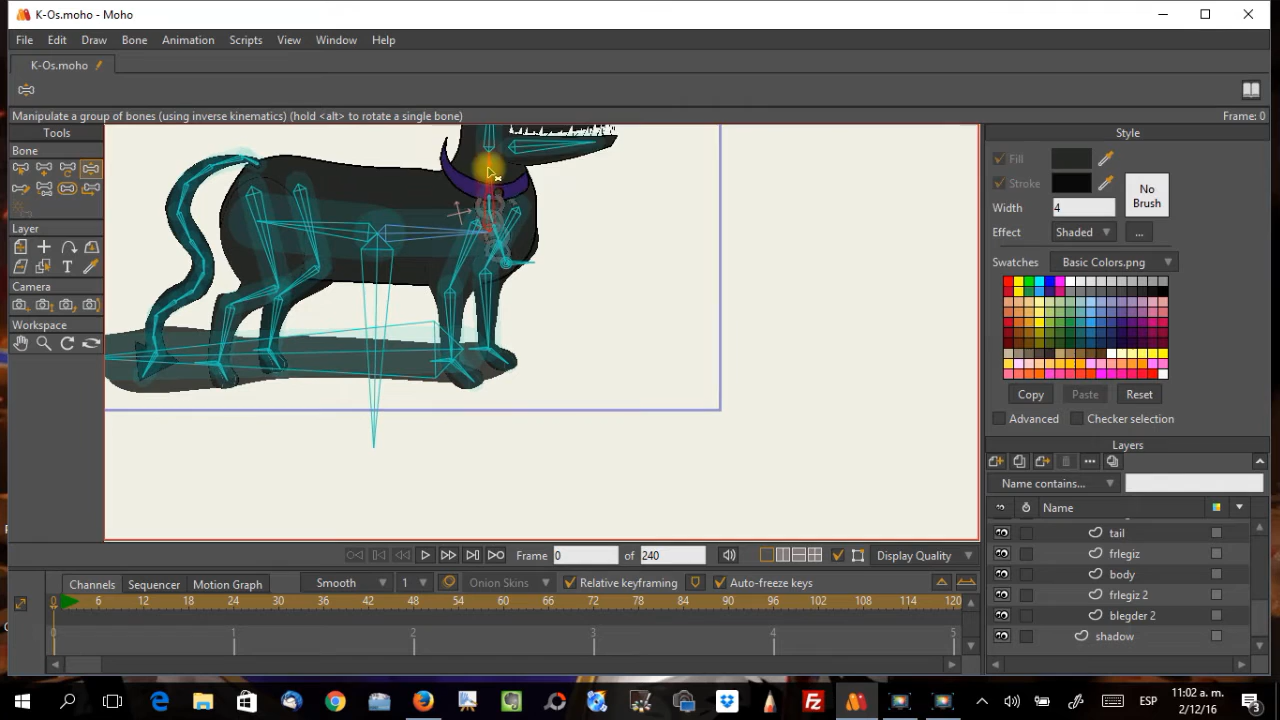 K-Os.moho - Moho
File Edit Draw Bone Animation Scripts View Window Help
K-Os.moho
Manipulate a group of bones (using inverse kinematics) (hold <alt> to rotate a single bone)
Frame: 0
Tools
Bone
Layer
Camera
Workspace
Style
Fill
Stroke
No Brush
Width 4
Effect Shaded ...
Swatches Basic Colors.png
Copy Paste Reset
Advanced Checker selection
Layers
Name contains...
Name
tail
frlegiz
body
frlegiz 2
blegder 2
shadow
Frame 0 of 240 Display Quality
Channels Sequencer Motion Graph Smooth 1 Onion Skins Relative keyframing Auto-freeze keys
0 6 12 18 24 30 36 42 48 54 60 66 72 78 84 90 96 102 108 114 120
0 1 2 3 4 5
ESP
11:02 a. m.
2/12/16
3